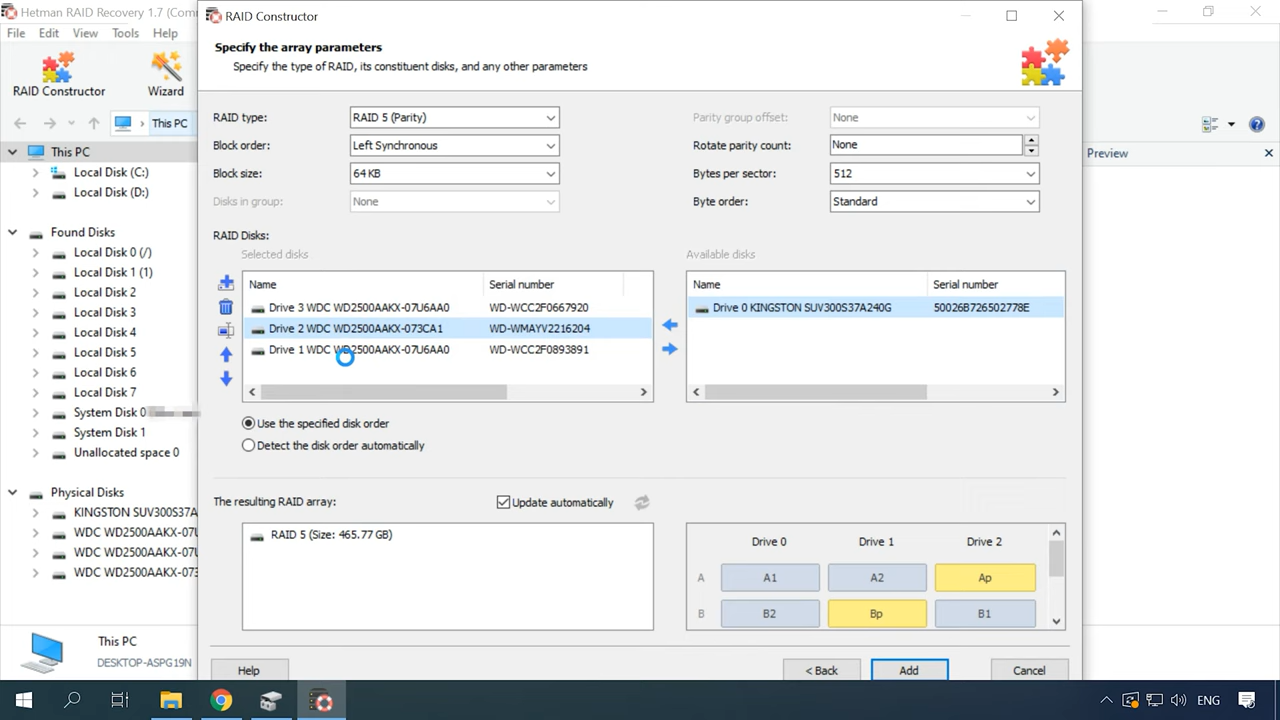 Hetman RAID Recovery 1.7 (Com
RAID Constructor
File Edit View Tools Help
Specify the array parameters
Specify the type of RAID, its constituent disks, and any other parameters
RAID Constructor
Wizard
This PC
RAID type: RAID 5 (Parity)
Parity group offset: None
Block order: Left Synchronous
Rotate parity count: None
Block size: 64 KB
Bytes per sector: 512
Disks in group: None
Byte order: Standard
Preview
This PC
Local Disk (C:)
Local Disk (D:)
Found Disks
Local Disk 0 (/)
Local Disk 1 (1)
Local Disk 2
Local Disk 3
Local Disk 4
Local Disk 5
Local Disk 6
Local Disk 7
System Disk 0
System Disk 1
Unallocated space 0
Physical Disks
KINGSTON SUV300S37A
WDC WD2500AAKX-07U
WDC WD2500AAKX-07U
WDC WD2500AAKX-073
RAID Disks:
Selected disks
Name Serial number
Drive 3 WDC WD2500AAKX-07U6AA0 WD-WCC2F0667920
Drive 2 WDC WD2500AAKX-073CA1 WD-WMAYV2216204
Drive 1 WDC WD2500AAKX-07U6AA0 WD-WCC2F0893891
Available disks
Name Serial number
Drive 0 KINGSTON SUV300S37A240G 50026B726502778E
Use the specified disk order
Detect the disk order automatically
The resulting RAID array:
Update automatically
RAID 5 (Size: 465.77 GB)
Drive 0 Drive 1 Drive 2
A A1 A2 Ap
B B2 Bp B1
This PC
DESKTOP-ASPG19N
Help
< Back
Add
Cancel
ENG